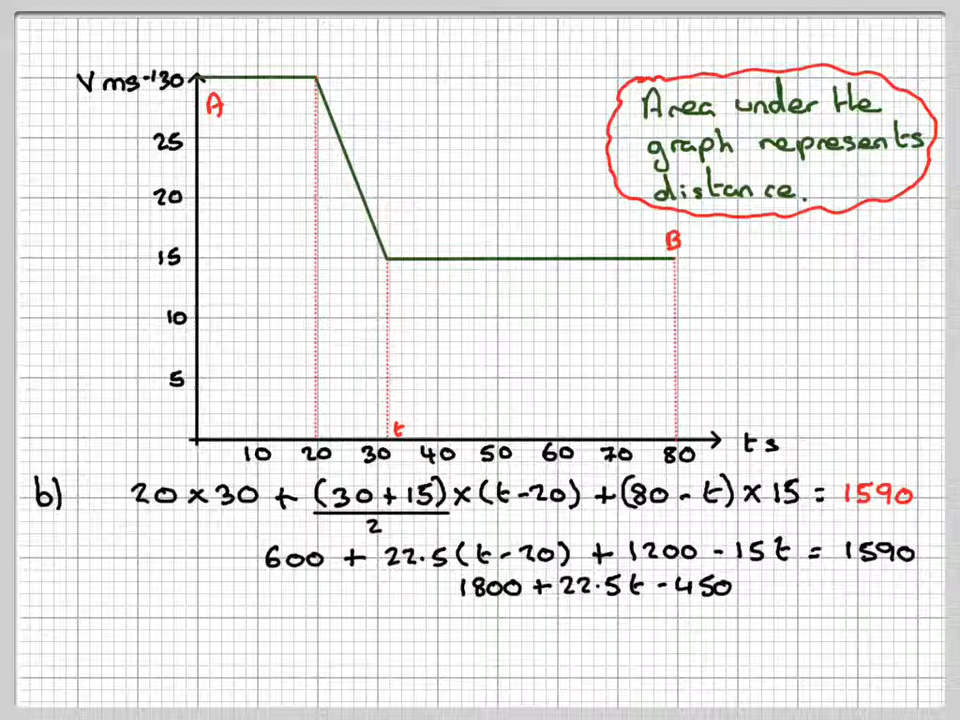 V ms⁻¹ 30
A
Area under the
graph represents
distance.
25
20
B
15
10
5
t
10 20 30 40 50 60 70 80
t s
b) 20 × 30 + (30 + 15)/2 × (t - 20) + (80 - t) × 15 = 1590
600 + 22.5(t - 20) + 1200 - 15t = 1590
1800 + 22.5t - 450